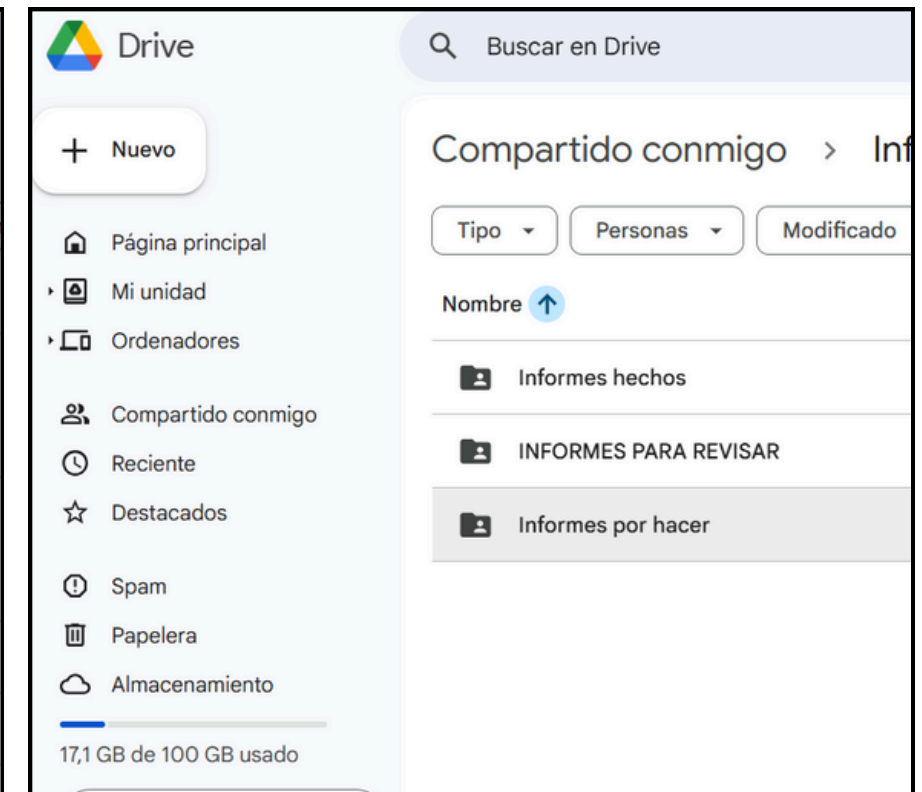 Drive
Buscar en Drive
Nuevo
Compartido conmigo > Inf
Tipo
Personas
Modificado
Página principal
Mi unidad
Ordenadores
Compartido conmigo
Reciente
Destacados
Spam
Papelera
Almacenamiento
17,1 GB de 100 GB usado
Nombre
Informes hechos
INFORMES PARA REVISAR
Informes por hacer